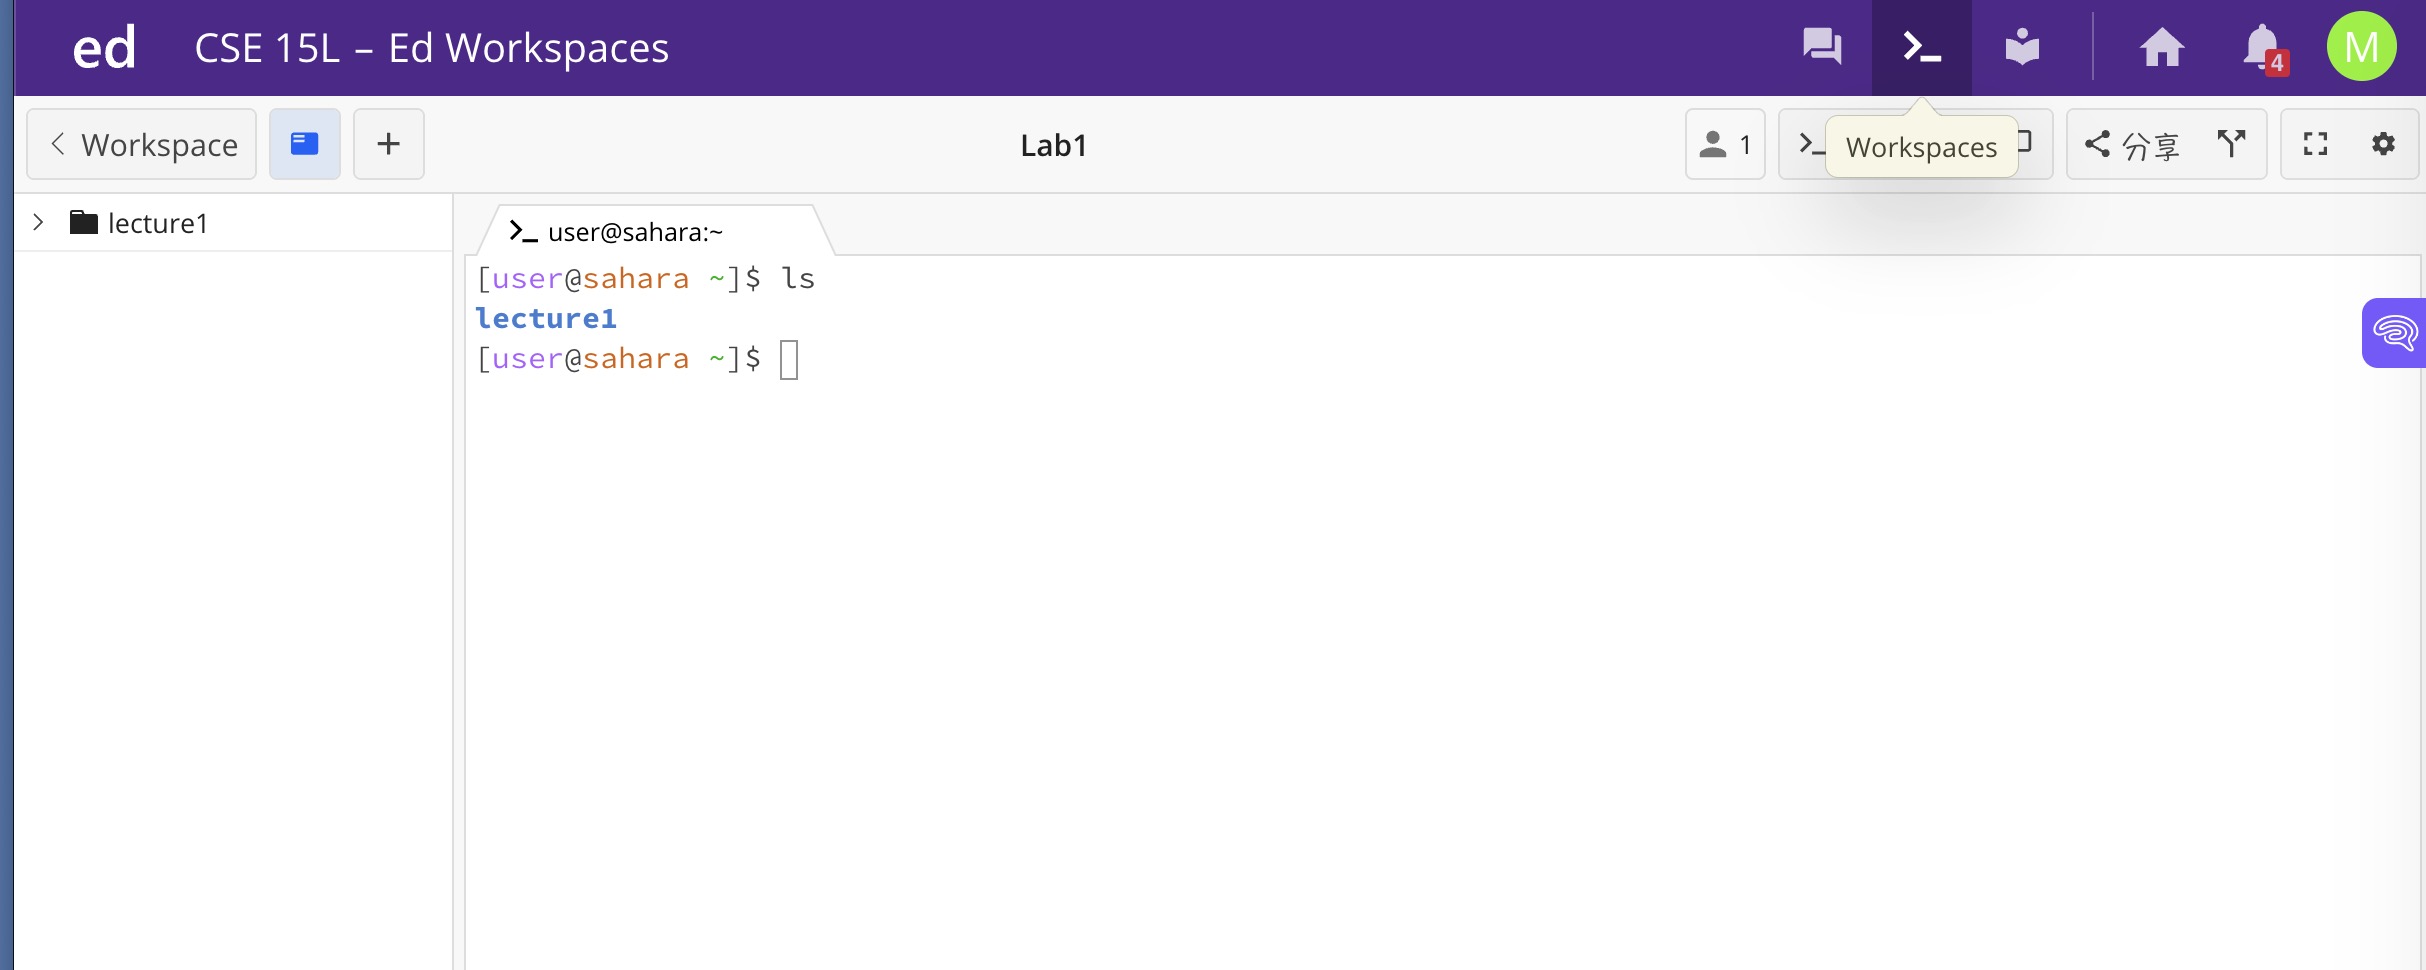 ed CSE 15L – Ed Workspaces 4 M
Workspace + Lab1 1 分享
Workspaces
lecture1
user@sahara:~
[user@sahara ~]$ ls
lecture1
[user@sahara ~]$